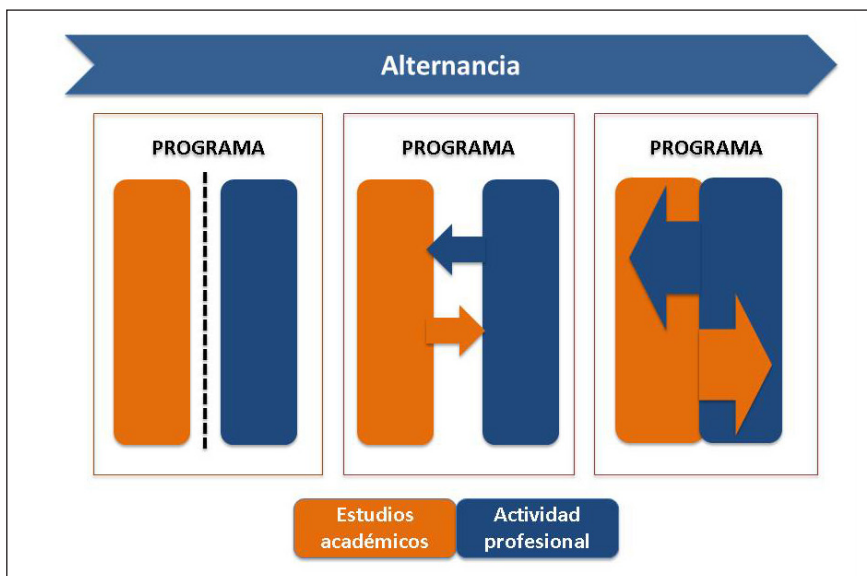 Alternancia
PROGRAMA
PROGRAMA
PROGRAMA
Estudios
académicos
Actividad
profesional